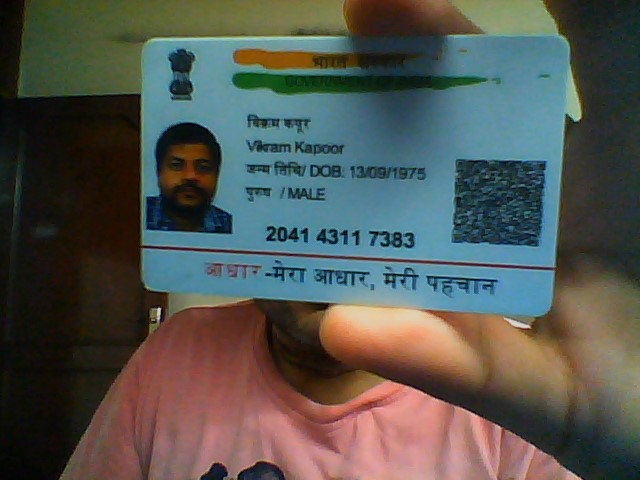 भारत सरकार
GOVERNMENT OF INDIA
विक्रम कपूर
Vikram Kapoor
जन्म तिथि/ DOB: 13/09/1975
पुरुष / MALE
2041 4311 7383
आधार-मेरा आधार, मेरी पहचान